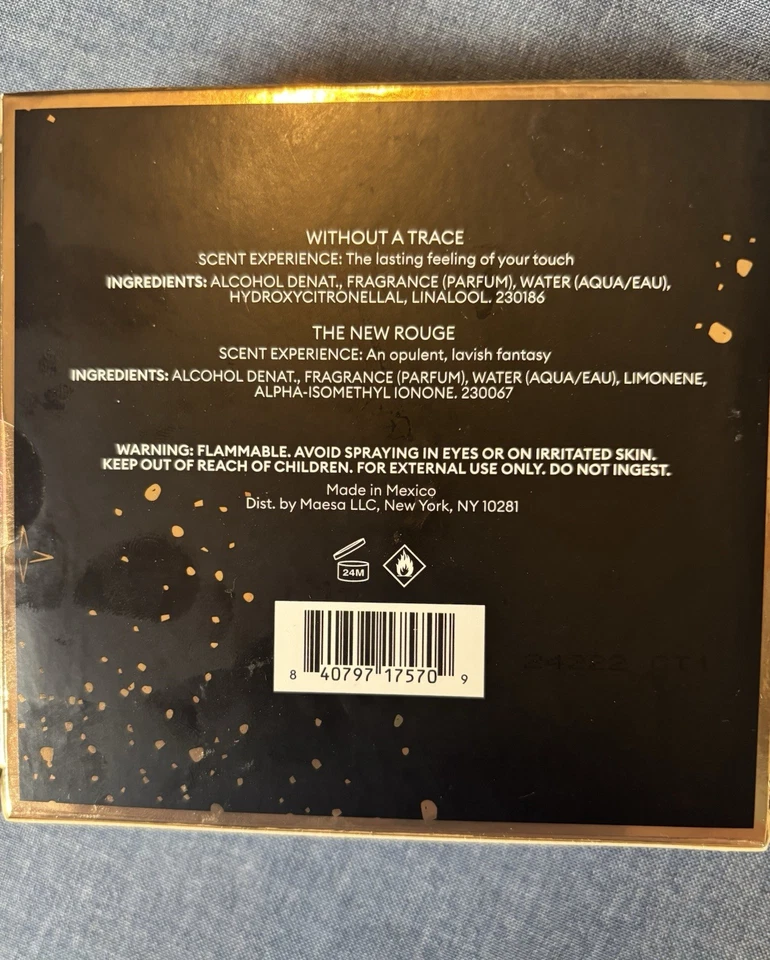 WITHOUT A TRACE
SCENT EXPERIENCE: The lasting feeling of your touch
INGREDIENTS: ALCOHOL DENAT., FRAGRANCE (PARFUM), WATER (AQUA/EAU),
HYDROXYCITRONELLAL, LINALOOL. 230186
THE NEW ROUGE
SCENT EXPERIENCE: An opulent, lavish fantasy
INGREDIENTS: ALCOHOL DENAT., FRAGRANCE (PARFUM), WATER (AQUA/EAU), LIMONENE,
ALPHA-ISOMETHYL IONONE. 230067
WARNING: FLAMMABLE. AVOID SPRAYING IN EYES OR ON IRRITATED SKIN.
KEEP OUT OF REACH OF CHILDREN. FOR EXTERNAL USE ONLY. DO NOT INGEST.
Made in Mexico
Dist. by Maesa LLC, New York, NY 10281
24M
8 40797 17570 9